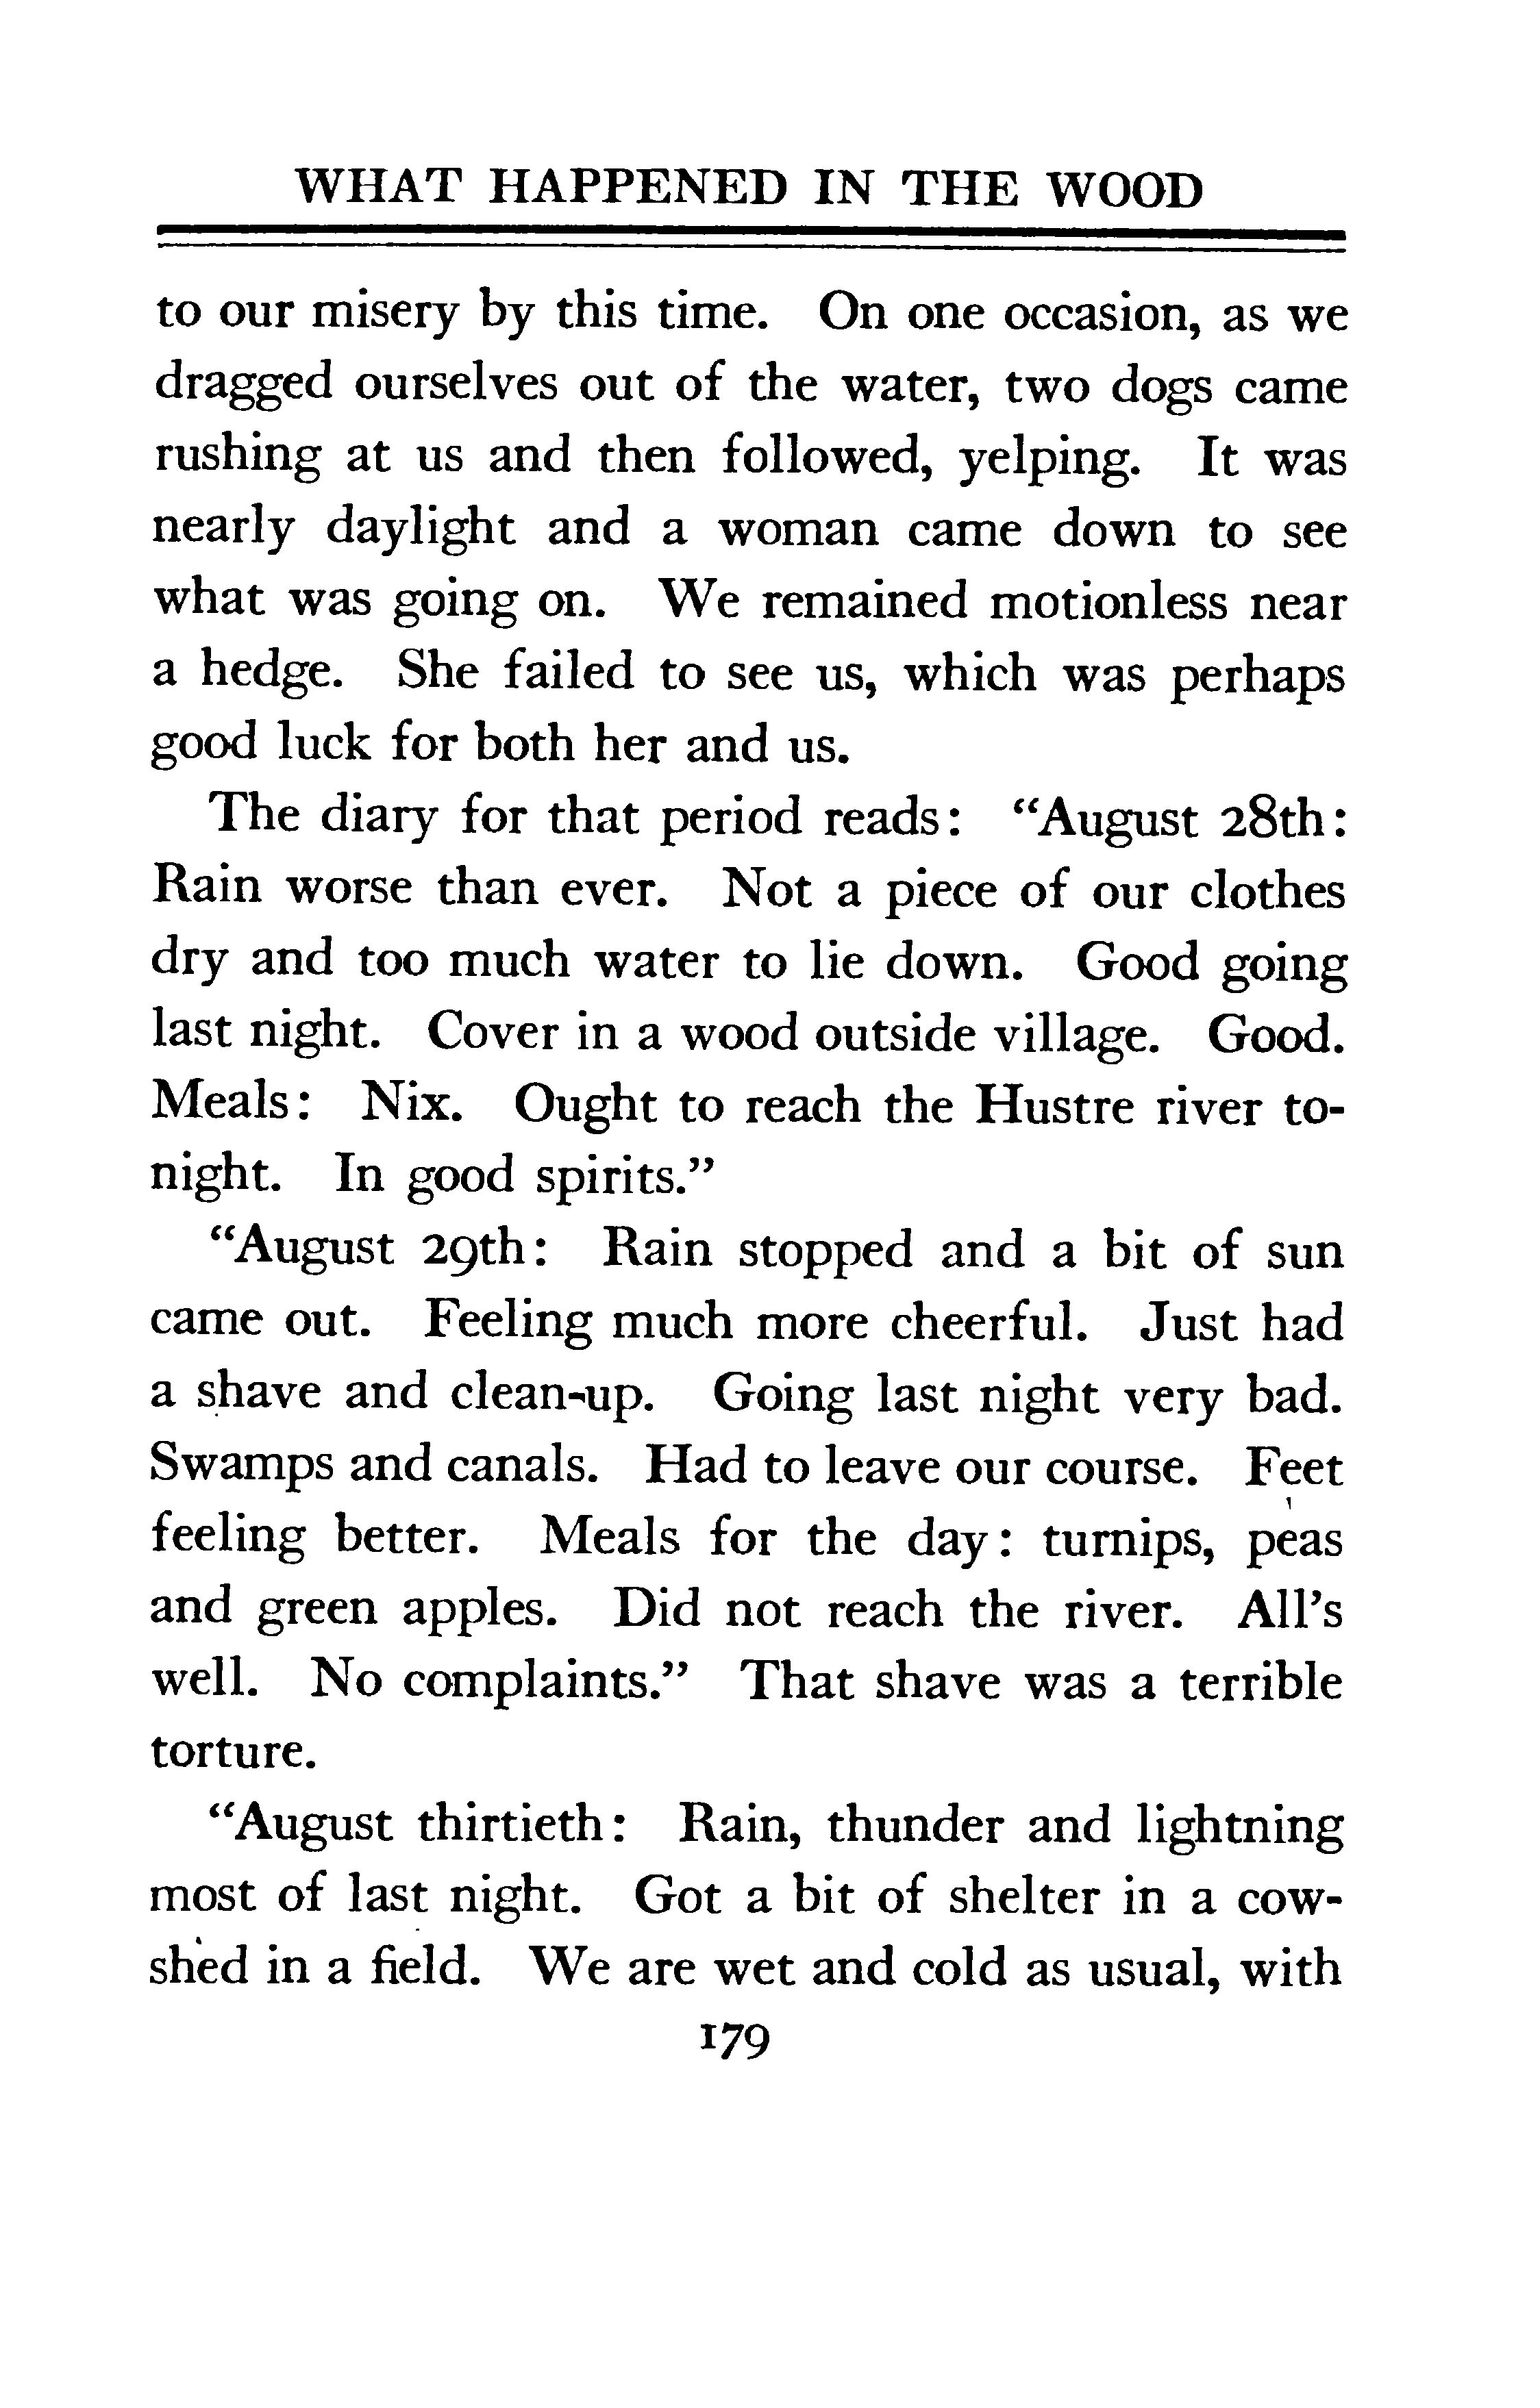 WHAT HAPPENED IN THE WOOD
to our misery by this time. On one occasion, as we
dragged ourselves out of the water, two dogs came
rushing at us and then followed, yelping. It was
nearly daylight and a woman came down to see
what was going on. We remained motionless near
a hedge. She failed to see us, which was perhaps
good luck for both her and us.
The diary for that period reads: “August 28th:
Rain worse than ever. Not a piece of our clothes
dry and too much water to lie down. Good going
last night. Cover in a wood outside village. Good.
Meals: Nix. Ought to reach the Hustre river to-
night. In good spirits.”
“August 29th: Rain stopped and a bit of sun
came out. Feeling much more cheerful. Just had
a shave and clean-up. Going last night very bad.
Swamps and canals. Had to leave our course. Feet
feeling better. Meals for the day: turnips, peas
and green apples. Did not reach the river. All’s
well. No complaints.” That shave was a terrible
torture.
“August thirtieth: Rain, thunder and lightning
most of last night. Got a bit of shelter in a cow-
shed in a field. We are wet and cold as usual, with
179